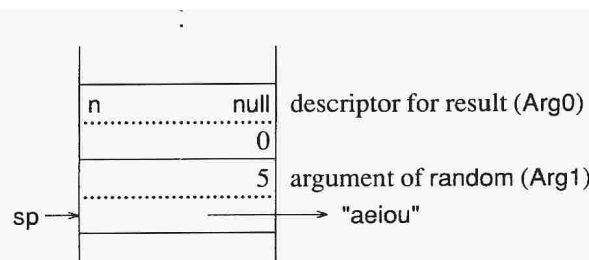 n null descriptor for result (Arg0)
0
5 argument of random (Arg1)
sp "aeiou"